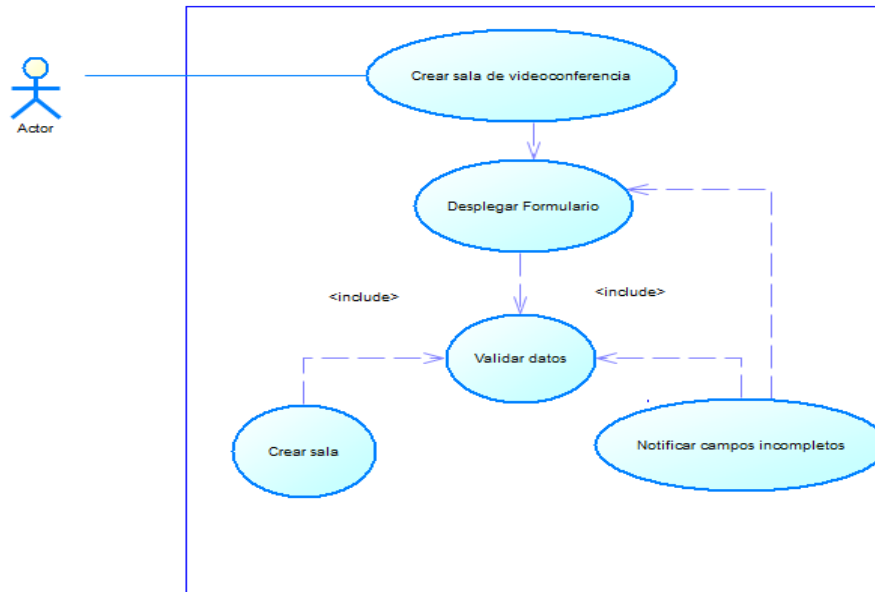 Crear sala de videoconferencia
Actor
Desplegar Formulario
<include>
<include>
Validar datos
Crear sala
Notificar campos incompletos